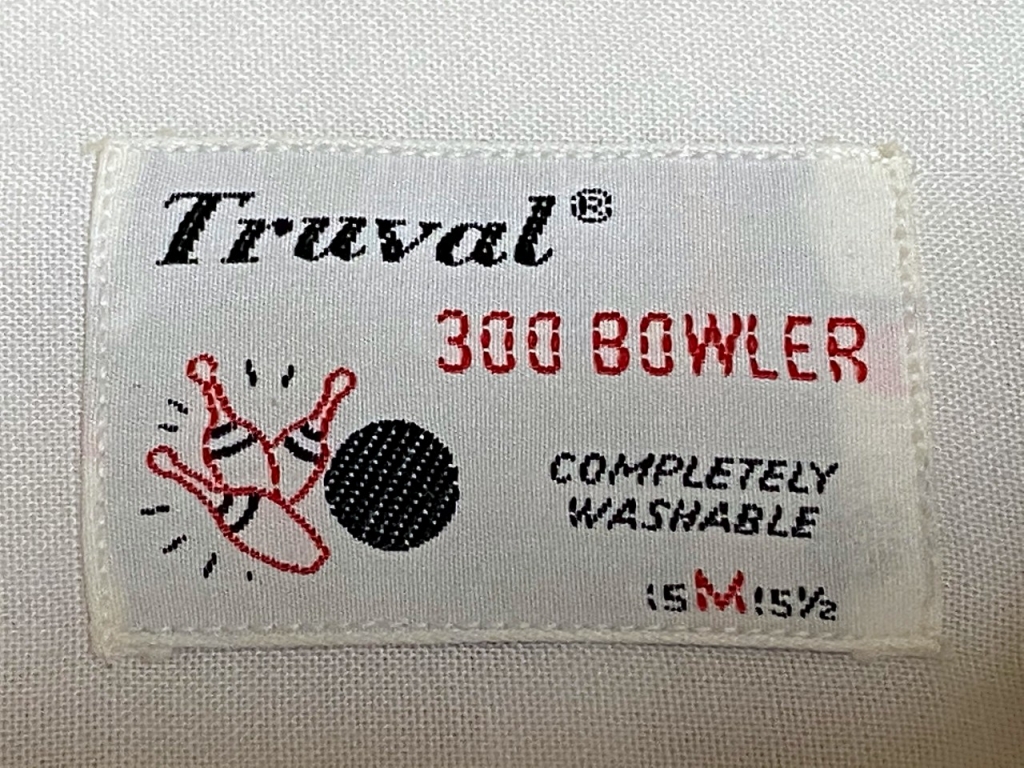 Truval®
300 BOWLER
COMPLETELY
WASHABLE
15 M 15½